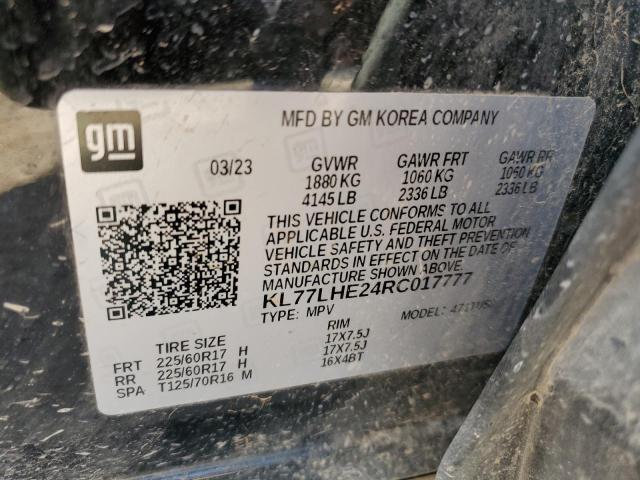 gm
MFD BY GM KOREA COMPANY
03/23 GVWR GAWR FRT GAWR RR
1880 KG 1060 KG 1060 KG
4145 LB 2336 LB 2336 LB
THIS VEHICLE CONFORMS TO ALL
APPLICABLE U.S. FEDERAL MOTOR
VEHICLE SAFETY AND THEFT PREVENTION
STANDARDS IN EFFECT ON THE DATE OF
MANUFACTURE SHOWN ABOVE.
KL77LHE24RC017777
TYPE: MPV MODEL:
TIRE SIZE RIM
FRT 225/60R17 H 17X7.5J
RR 225/60R17 H 17X7.5J
SPA T125/70R16 M 16X4BT